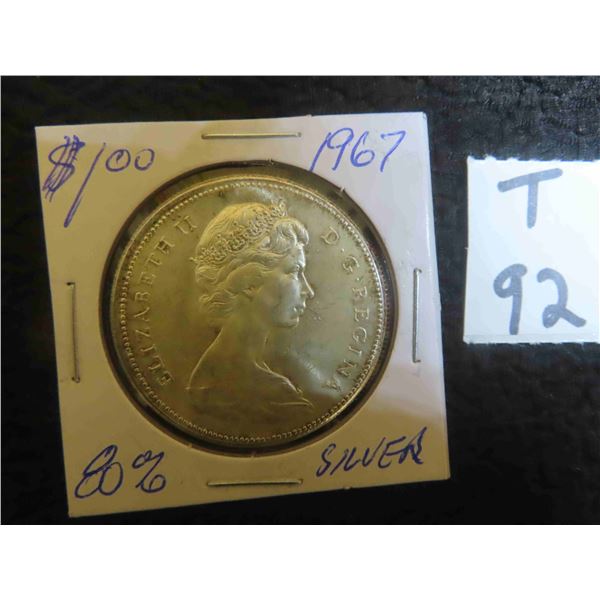 $1.00 1967
ELIZABETH II D·G·REGINA
80% SILVER
T
92